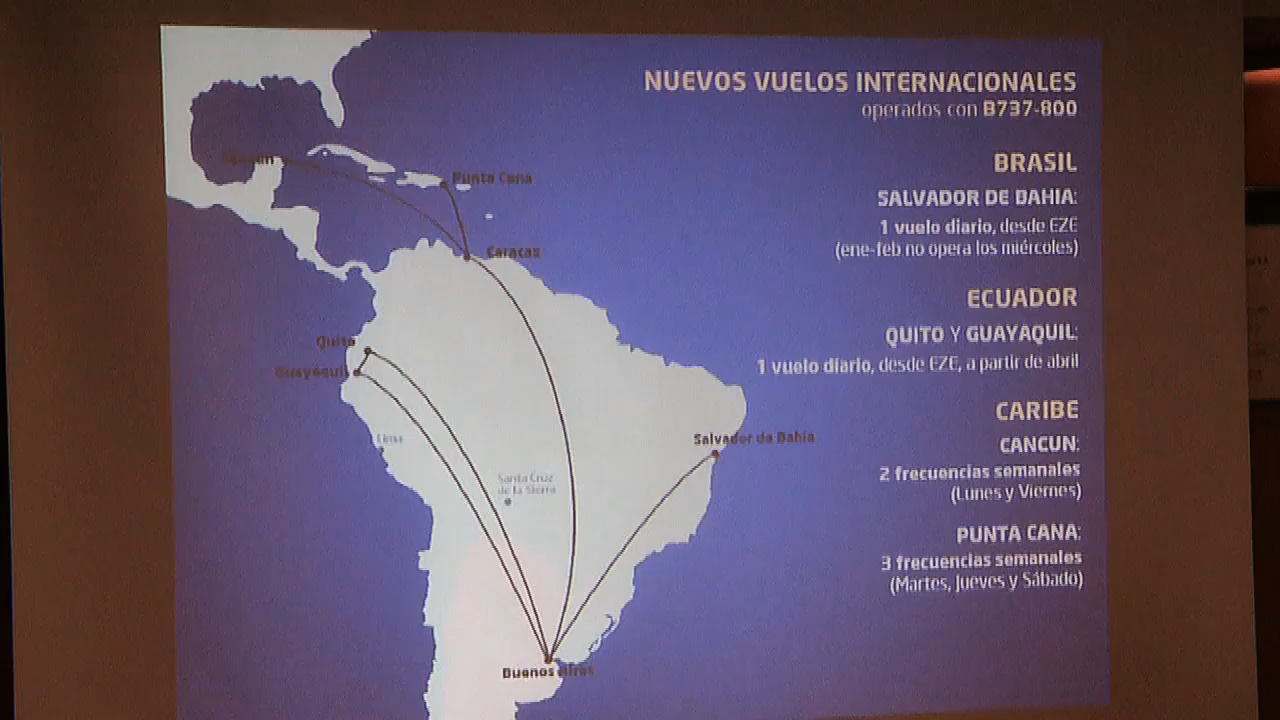 NUEVOS VUELOS INTERNACIONALES
operados con B737-800
BRASIL
SALVADOR DE BAHIA:
1 vuelo diario, desde EZE
(ene-feb no opera los miércoles)
ECUADOR
QUITO Y GUAYAQUIL:
1 vuelo diario, desde EZE, a partir de abril
CARIBE
CANCUN:
2 frecuencias semanales
(Lunes y Viernes)
PUNTA CANA:
3 frecuencias semanales
(Martes, Jueves y Sábado)
Punta Cana
Caracas
Quito
Guayaquil
Lima
Salvador da Bahia
Santa Cruz
de la Sierra
Buenos Aires